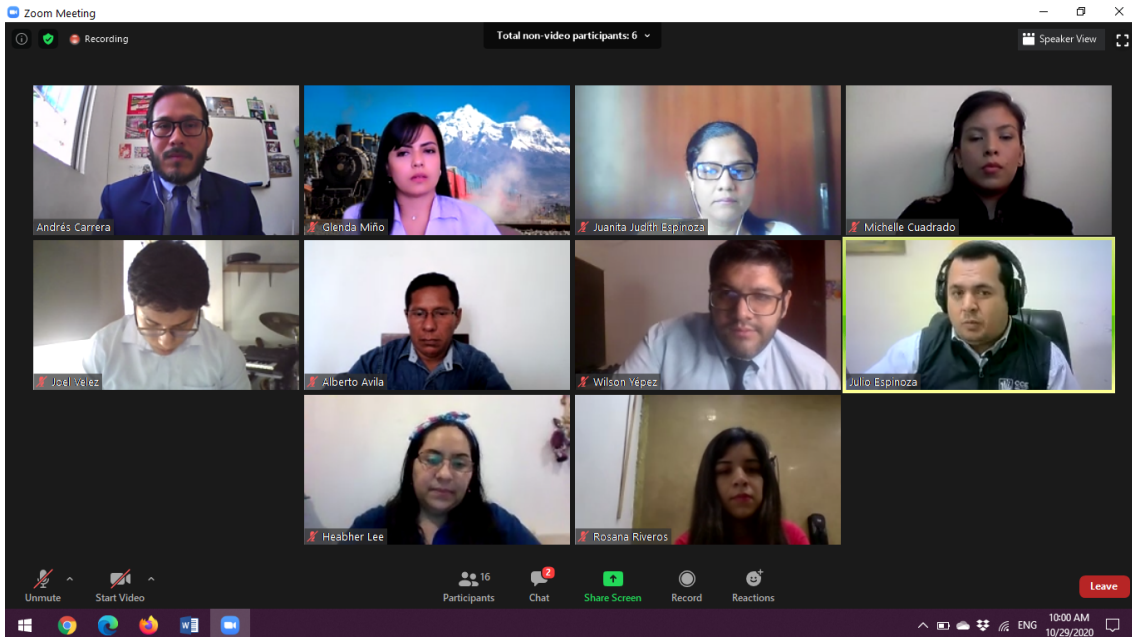 Zoom Meeting
Recording
Total non-video participants: 6
Speaker View
Andrés Carrera
Glenda Miño
Juanita Judith Espinoza
Michelle Cuadrado
Joel Velez
Alberto Avila
Wilson Yépez
Julio Espinoza
Heabher Lee
Rosana Riveros
Unmute
Start Video
16
Participants
2
Chat
Share Screen
Record
Reactions
Leave
ENG
10:00 AM
10/29/2020